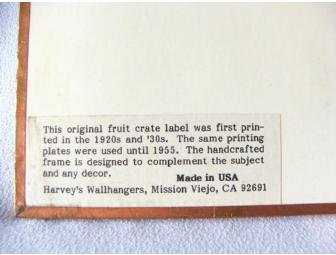 This original fruit crate label was first prin-
ted in the 1920s and '30s. The same printing
plates were used until 1955. The handcrafted
frame is designed to complement the subject
and any decor. Made in USA
Harvey's Wallhangers, Mission Viejo, CA 92691